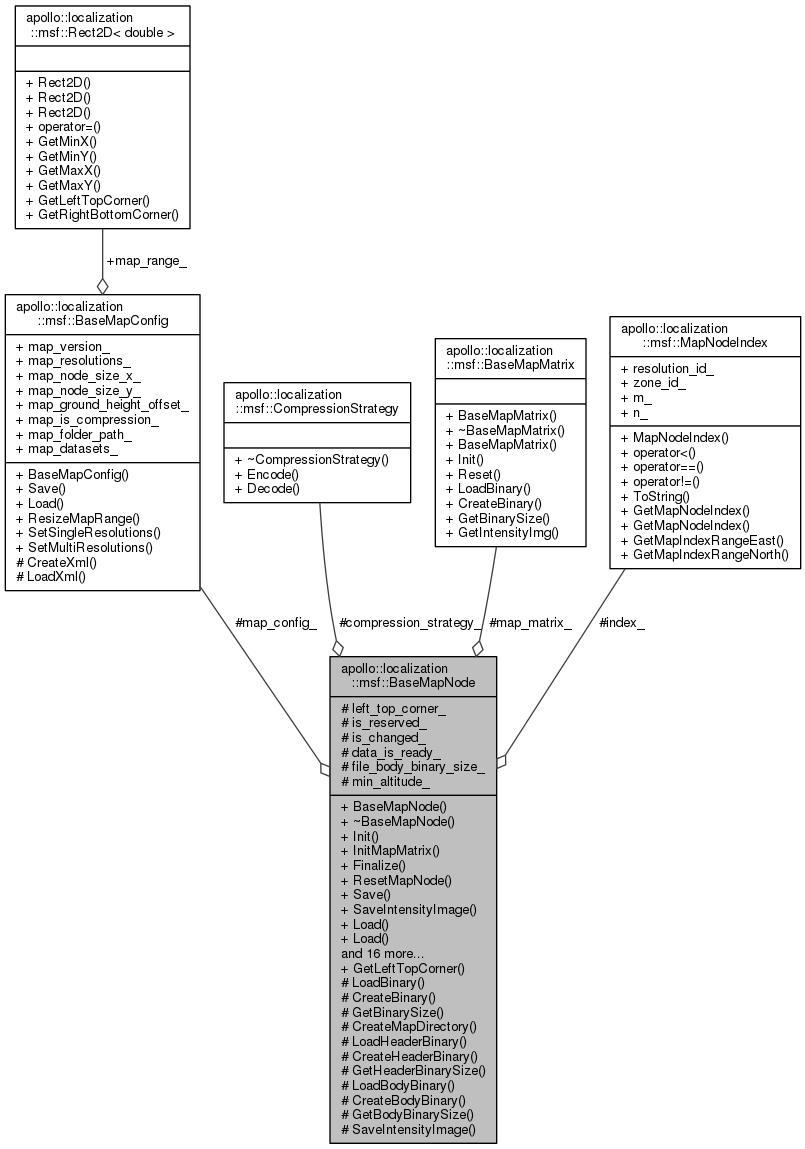 apollo::localization
::msf::Rect2D< double >
+ Rect2D()
+ Rect2D()
+ Rect2D()
+ operator=()
+ GetMinX()
+ GetMinY()
+ GetMaxX()
+ GetMaxY()
+ GetLeftTopCorner()
+ GetRightBottomCorner()
+map_range_
apollo::localization
::msf::BaseMapConfig
+ map_version_
+ map_resolutions_
+ map_node_size_x_
+ map_node_size_y_
+ map_ground_height_offset_
+ map_is_compression_
+ map_folder_path_
+ map_datasets_
+ BaseMapConfig()
+ Save()
+ Load()
+ ResizeMapRange()
+ SetSingleResolutions()
+ SetMultiResolutions()
# CreateXml()
# LoadXml()
apollo::localization
::msf::CompressionStrategy
+ ~CompressionStrategy()
+ Encode()
+ Decode()
apollo::localization
::msf::BaseMapMatrix
+ BaseMapMatrix()
+ ~BaseMapMatrix()
+ BaseMapMatrix()
+ Init()
+ Reset()
+ LoadBinary()
+ CreateBinary()
+ GetBinarySize()
+ GetIntensityImg()
apollo::localization
::msf::MapNodeIndex
+ resolution_id_
+ zone_id_
+ m_
+ n_
+ MapNodeIndex()
+ operator<()
+ operator==()
+ operator!=()
+ ToString()
+ GetMapNodeIndex()
+ GetMapNodeIndex()
+ GetMapIndexRangeEast()
+ GetMapIndexRangeNorth()
#map_config_
#compression_strategy_
#map_matrix_
#index_
apollo::localization
::msf::BaseMapNode
# left_top_corner_
# is_reserved_
# is_changed_
# data_is_ready_
# file_body_binary_size_
# min_altitude_
+ BaseMapNode()
+ ~BaseMapNode()
+ Init()
+ InitMapMatrix()
+ Finalize()
+ ResetMapNode()
+ Save()
+ SaveIntensityImage()
+ Load()
+ Load()
and 16 more...
+ GetLeftTopCorner()
# LoadBinary()
# CreateBinary()
# GetBinarySize()
# CreateMapDirectory()
# LoadHeaderBinary()
# CreateHeaderBinary()
# GetHeaderBinarySize()
# LoadBodyBinary()
# CreateBodyBinary()
# GetBodyBinarySize()
# SaveIntensityImage()